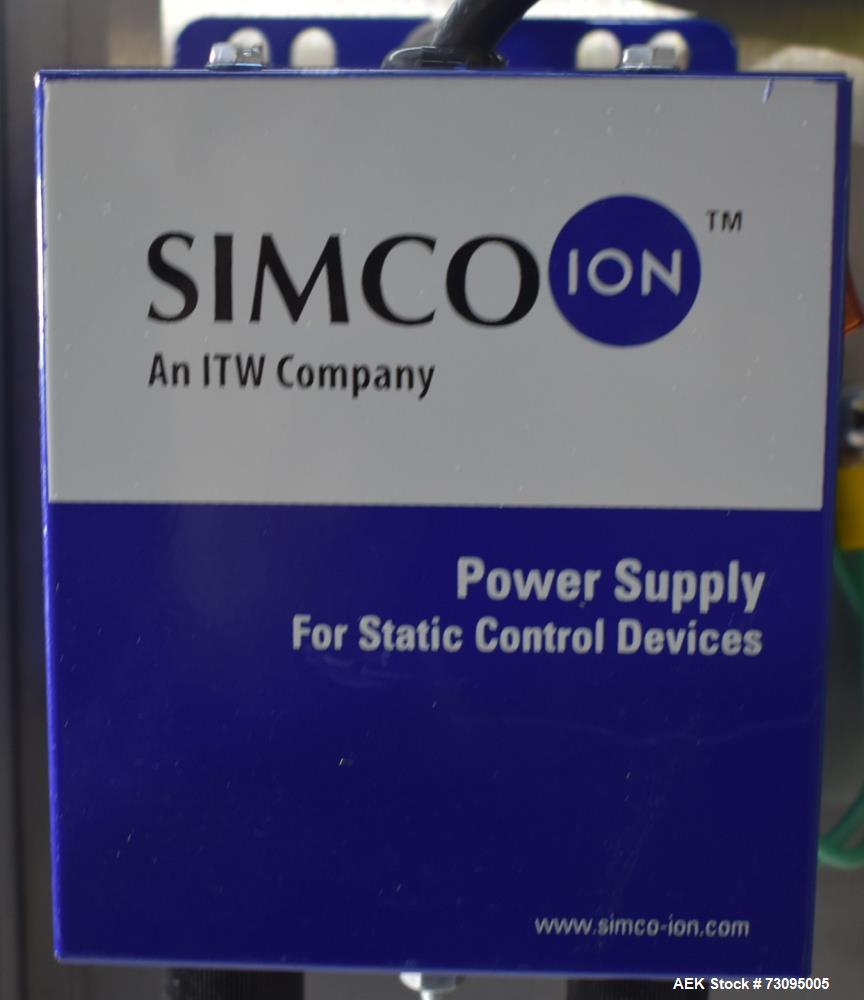 SIMCO ION ™
An ITW Company
Power Supply
For Static Control Devices
www.simco-ion.com
AEK Stock # 73095005